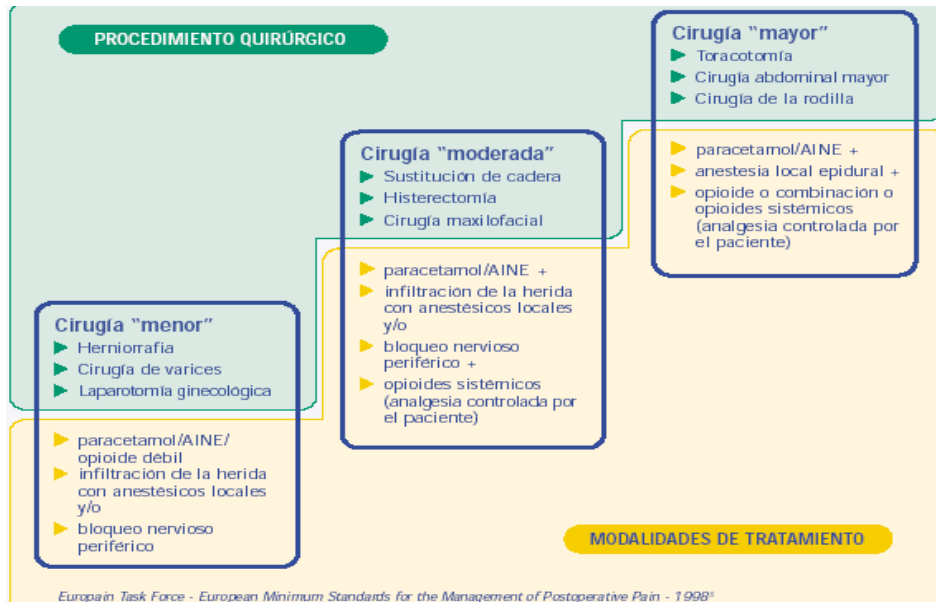 PROCEDIMIENTO QUIRÚRGICO
Cirugía "mayor"
Toracotomía
Cirugía abdominal mayor
Cirugía de la rodilla
paracetamol/AINE +
anestesia local epidural +
opioide o combinación o
opioides sistémicos
(analgesia controlada por
el paciente)
Cirugía "moderada"
Sustitución de cadera
Histerectomía
Cirugía maxilofacial
paracetamol/AINE +
infiltración de la herida
con anestésicos locales
y/o
bloqueo nervioso
periférico +
opioides sistémicos
(analgesia controlada por
el paciente)
Cirugía "menor"
Herniorrafia
Cirugía de varices
Laparotomía ginecológica
paracetamol/AINE/
opioide débil
infiltración de la herida
con anestésicos locales
y/o
bloqueo nervioso
periférico
MODALIDADES DE TRATAMIENTO
Europain Task Force - European Minimum Standards for the Management of Postoperative Pain - 1998⁵